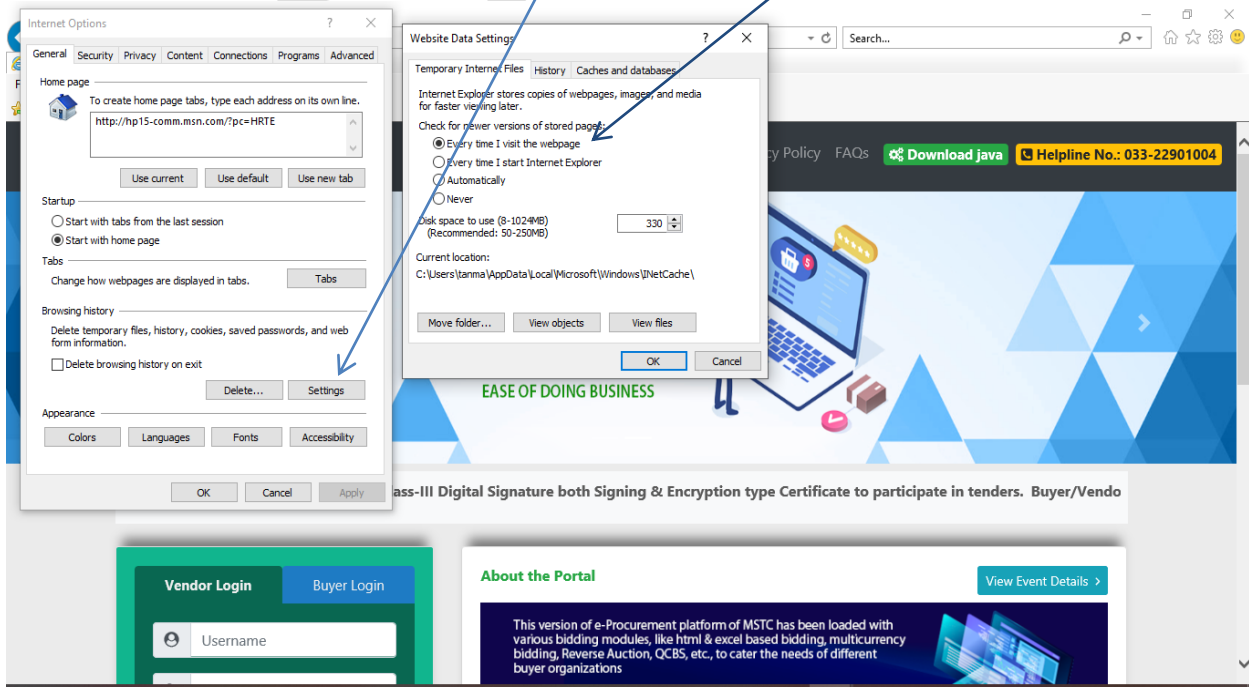 Internet Options
?
General Security Privacy Content Connections Programs Advanced
Home page
To create home page tabs, type each address on its own line.
http://hp15-comm.msn.com/?pc=HRTE
Use current Use default Use new tab
Startup
Start with tabs from the last session
Start with home page
Tabs
Change how webpages are displayed in tabs.
Tabs
Browsing history
Delete temporary files, history, cookies, saved passwords, and web
form information.
Delete browsing history on exit
Delete... Settings
Appearance
Colors Languages Fonts Accessibility
OK Cancel Apply
Website Data Settings
?
Temporary Internet Files History Caches and databases
Internet Explorer stores copies of webpages, images, and media
for faster viewing later.
Check for newer versions of stored pages:
Every time I visit the webpage
Every time I start Internet Explorer
Automatically
Never
Disk space to use (8-1024MB)
(Recommended: 50-250MB)
330
Current location:
C:\Users\tanma\AppData\Local\Microsoft\Windows\INetCache\
Move folder... View objects View files
OK Cancel
Search...
cy Policy FAQs Download java Helpline No.: 033-22901004
EASE OF DOING BUSINESS
ass-III Digital Signature both Signing & Encryption type Certificate to participate in tenders. Buyer/Vendo
Vendor Login Buyer Login
Username
About the Portal
View Event Details
This version of e-Procurement platform of MSTC has been loaded with
various bidding modules, like html & excel based bidding, multicurrency
bidding, Reverse Auction, QCBS, etc., to cater the needs of different
buyer organizations